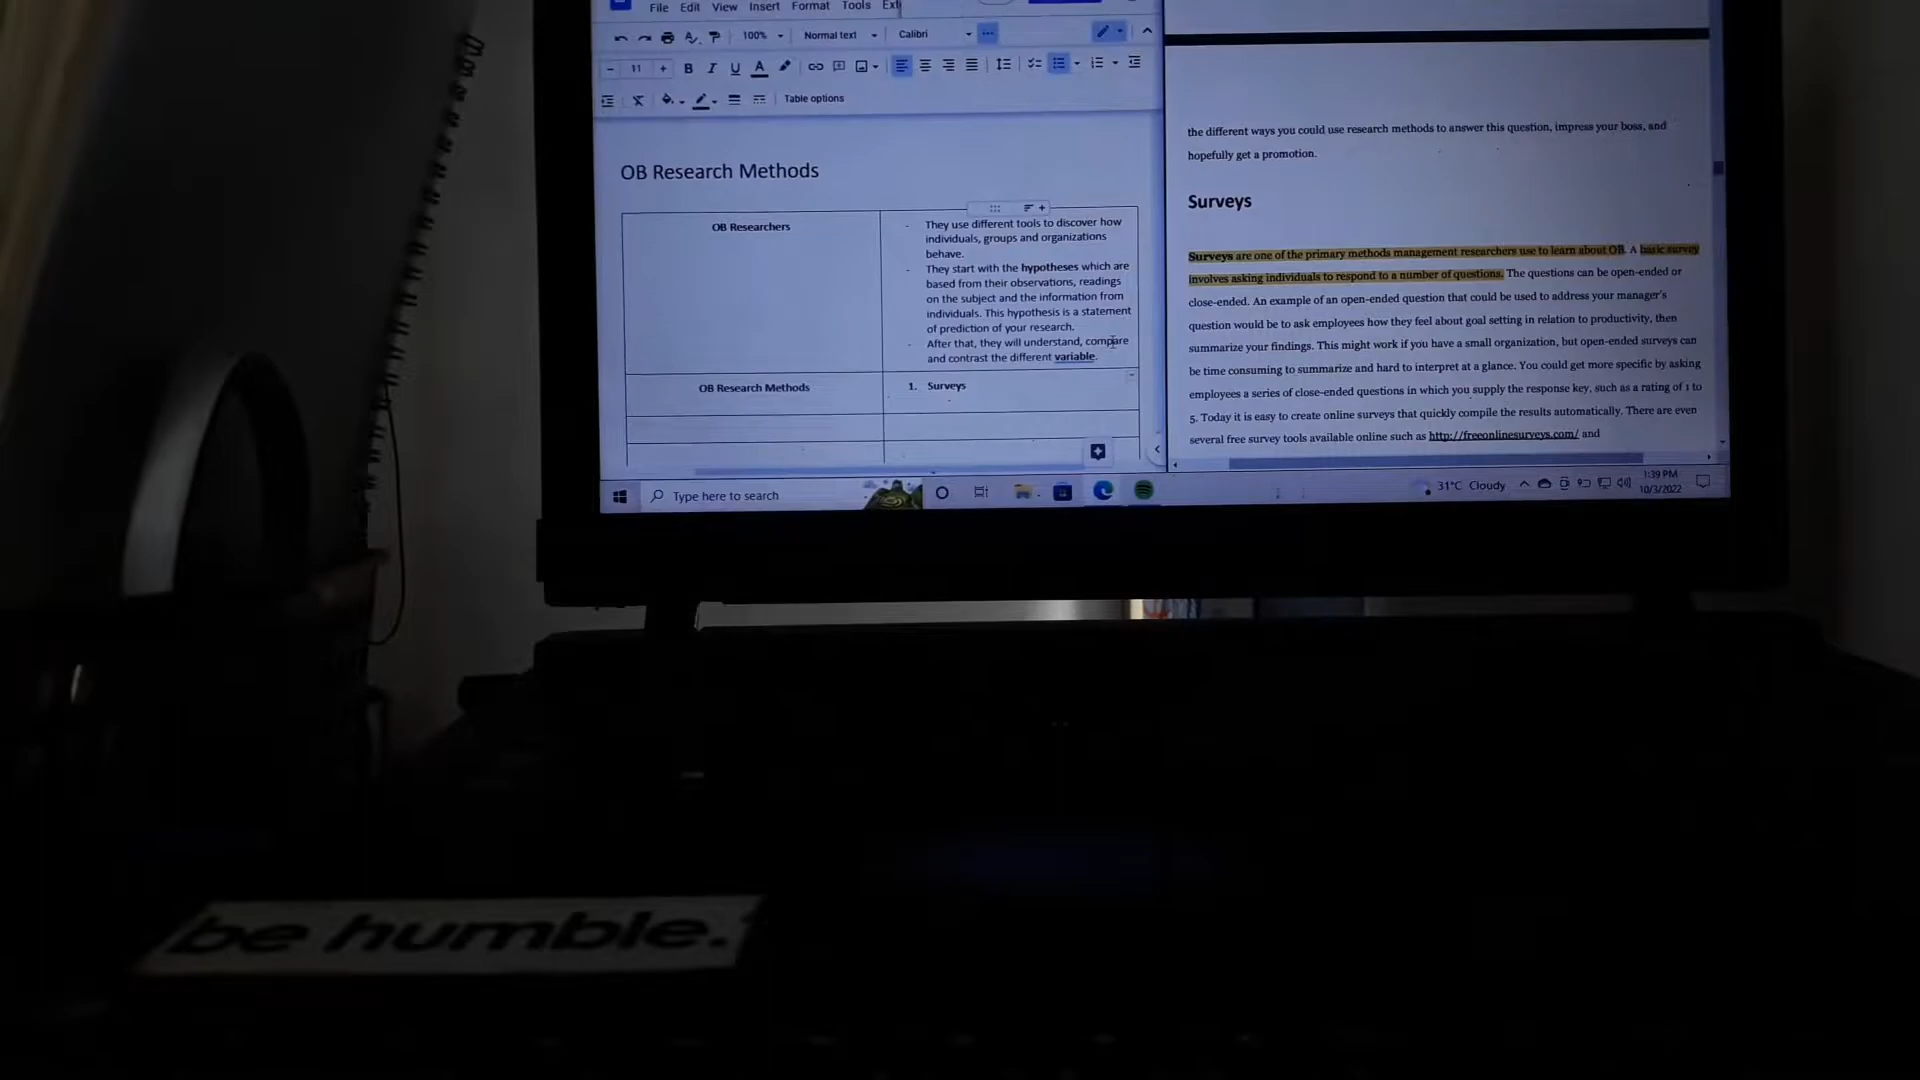 File Edit View Insert Format Tools Ext
100% Normal text Calibri
- 11 + B I U A
Table options
OB Research Methods
OB Researchers
- They use different tools to discover how
individuals, groups and organizations
behave.
- They start with the hypotheses which are
based from their observations, readings
on the subject and the information from
individuals. This hypothesis is a statement
of prediction of your research.
- After that, they will understand, compare
and contrast the different variable.
OB Research Methods
1. Surveys
the different ways you could use research methods to answer this question, impress your boss, and
hopefully get a promotion.
Surveys
Surveys are one of the primary methods management researchers use to learn about OB. A basic survey
involves asking individuals to respond to a number of questions. The questions can be open-ended or
close-ended. An example of an open-ended question that could be used to address your manager's
question would be to ask employees how they feel about goal setting in relation to productivity, then
summarize your findings. This might work if you have a small organization, but open-ended surveys can
be time consuming to summarize and hard to interpret at a glance. You could get more specific by asking
employees a series of close-ended questions in which you supply the response key, such as a rating of 1 to
5. Today it is easy to create online surveys that quickly compile the results automatically. There are even
several free survey tools available online such as http://freeonlinesurveys.com/ and
Type here to search
31°C Cloudy
1:39 PM
10/3/2022
be humble.